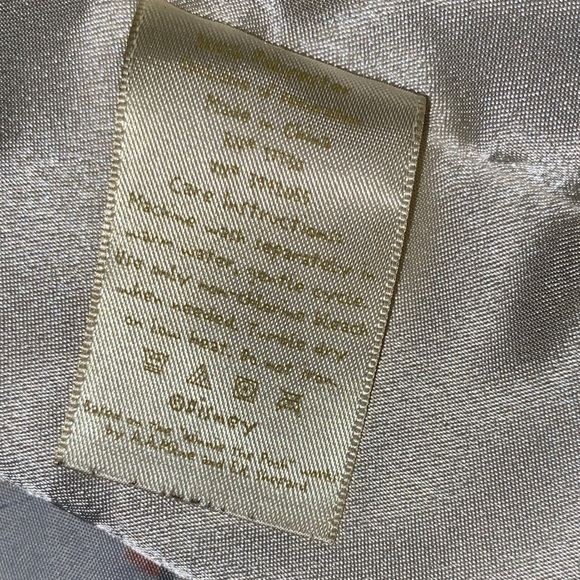 Made in China
Care Instructions:
Machine wash separately in
warm water, gentle cycle.
Use only non-chlorine bleach
when needed. Tumble dry
on low heat. Do not iron.
©Disney
Based on the "Winnie The Pooh" works
by A.A. Milne and E.H. Shepard